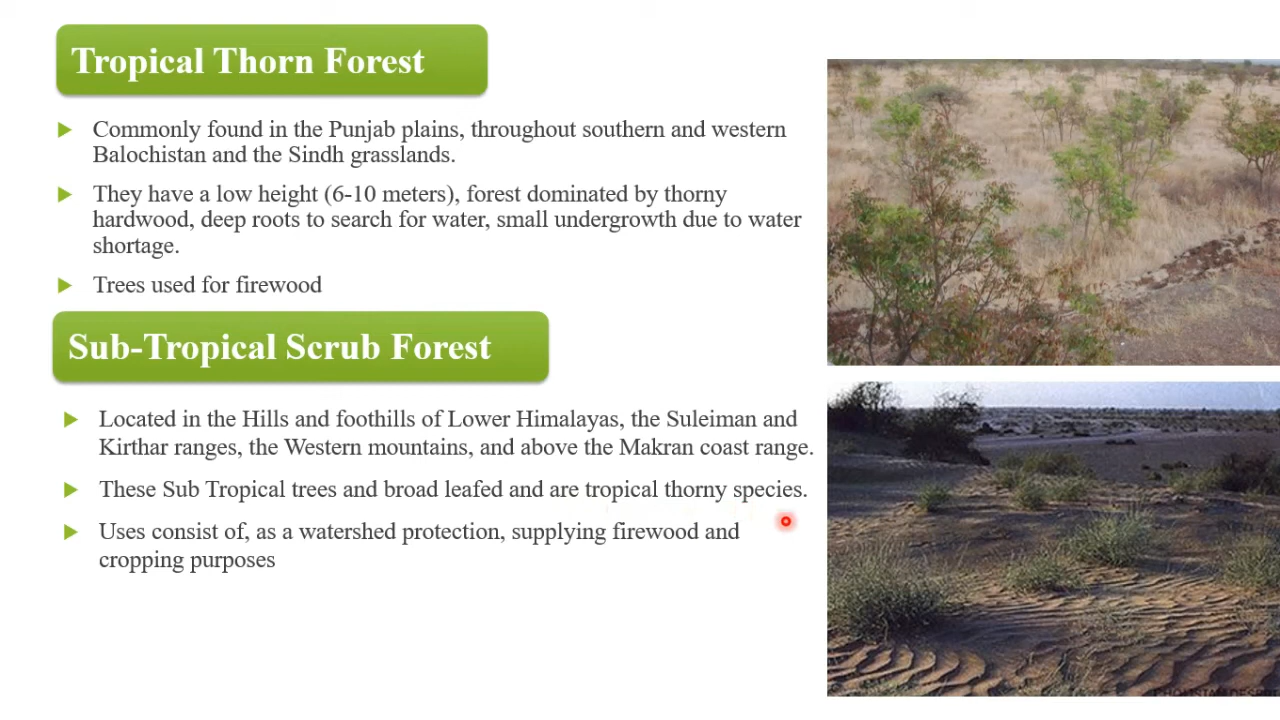 Tropical Thorn Forest
Commonly found in the Punjab plains, throughout southern and western
Balochistan and the Sindh grasslands.
They have a low height (6-10 meters), forest dominated by thorny
hardwood, deep roots to search for water, small undergrowth due to water
shortage.
Trees used for firewood
Sub-Tropical Scrub Forest
Located in the Hills and foothills of Lower Himalayas, the Suleiman and
Kirthar ranges, the Western mountains, and above the Makran coast range.
These Sub Tropical trees and broad leafed and are tropical thorny species.
Uses consist of, as a watershed protection, supplying firewood and
cropping purposes